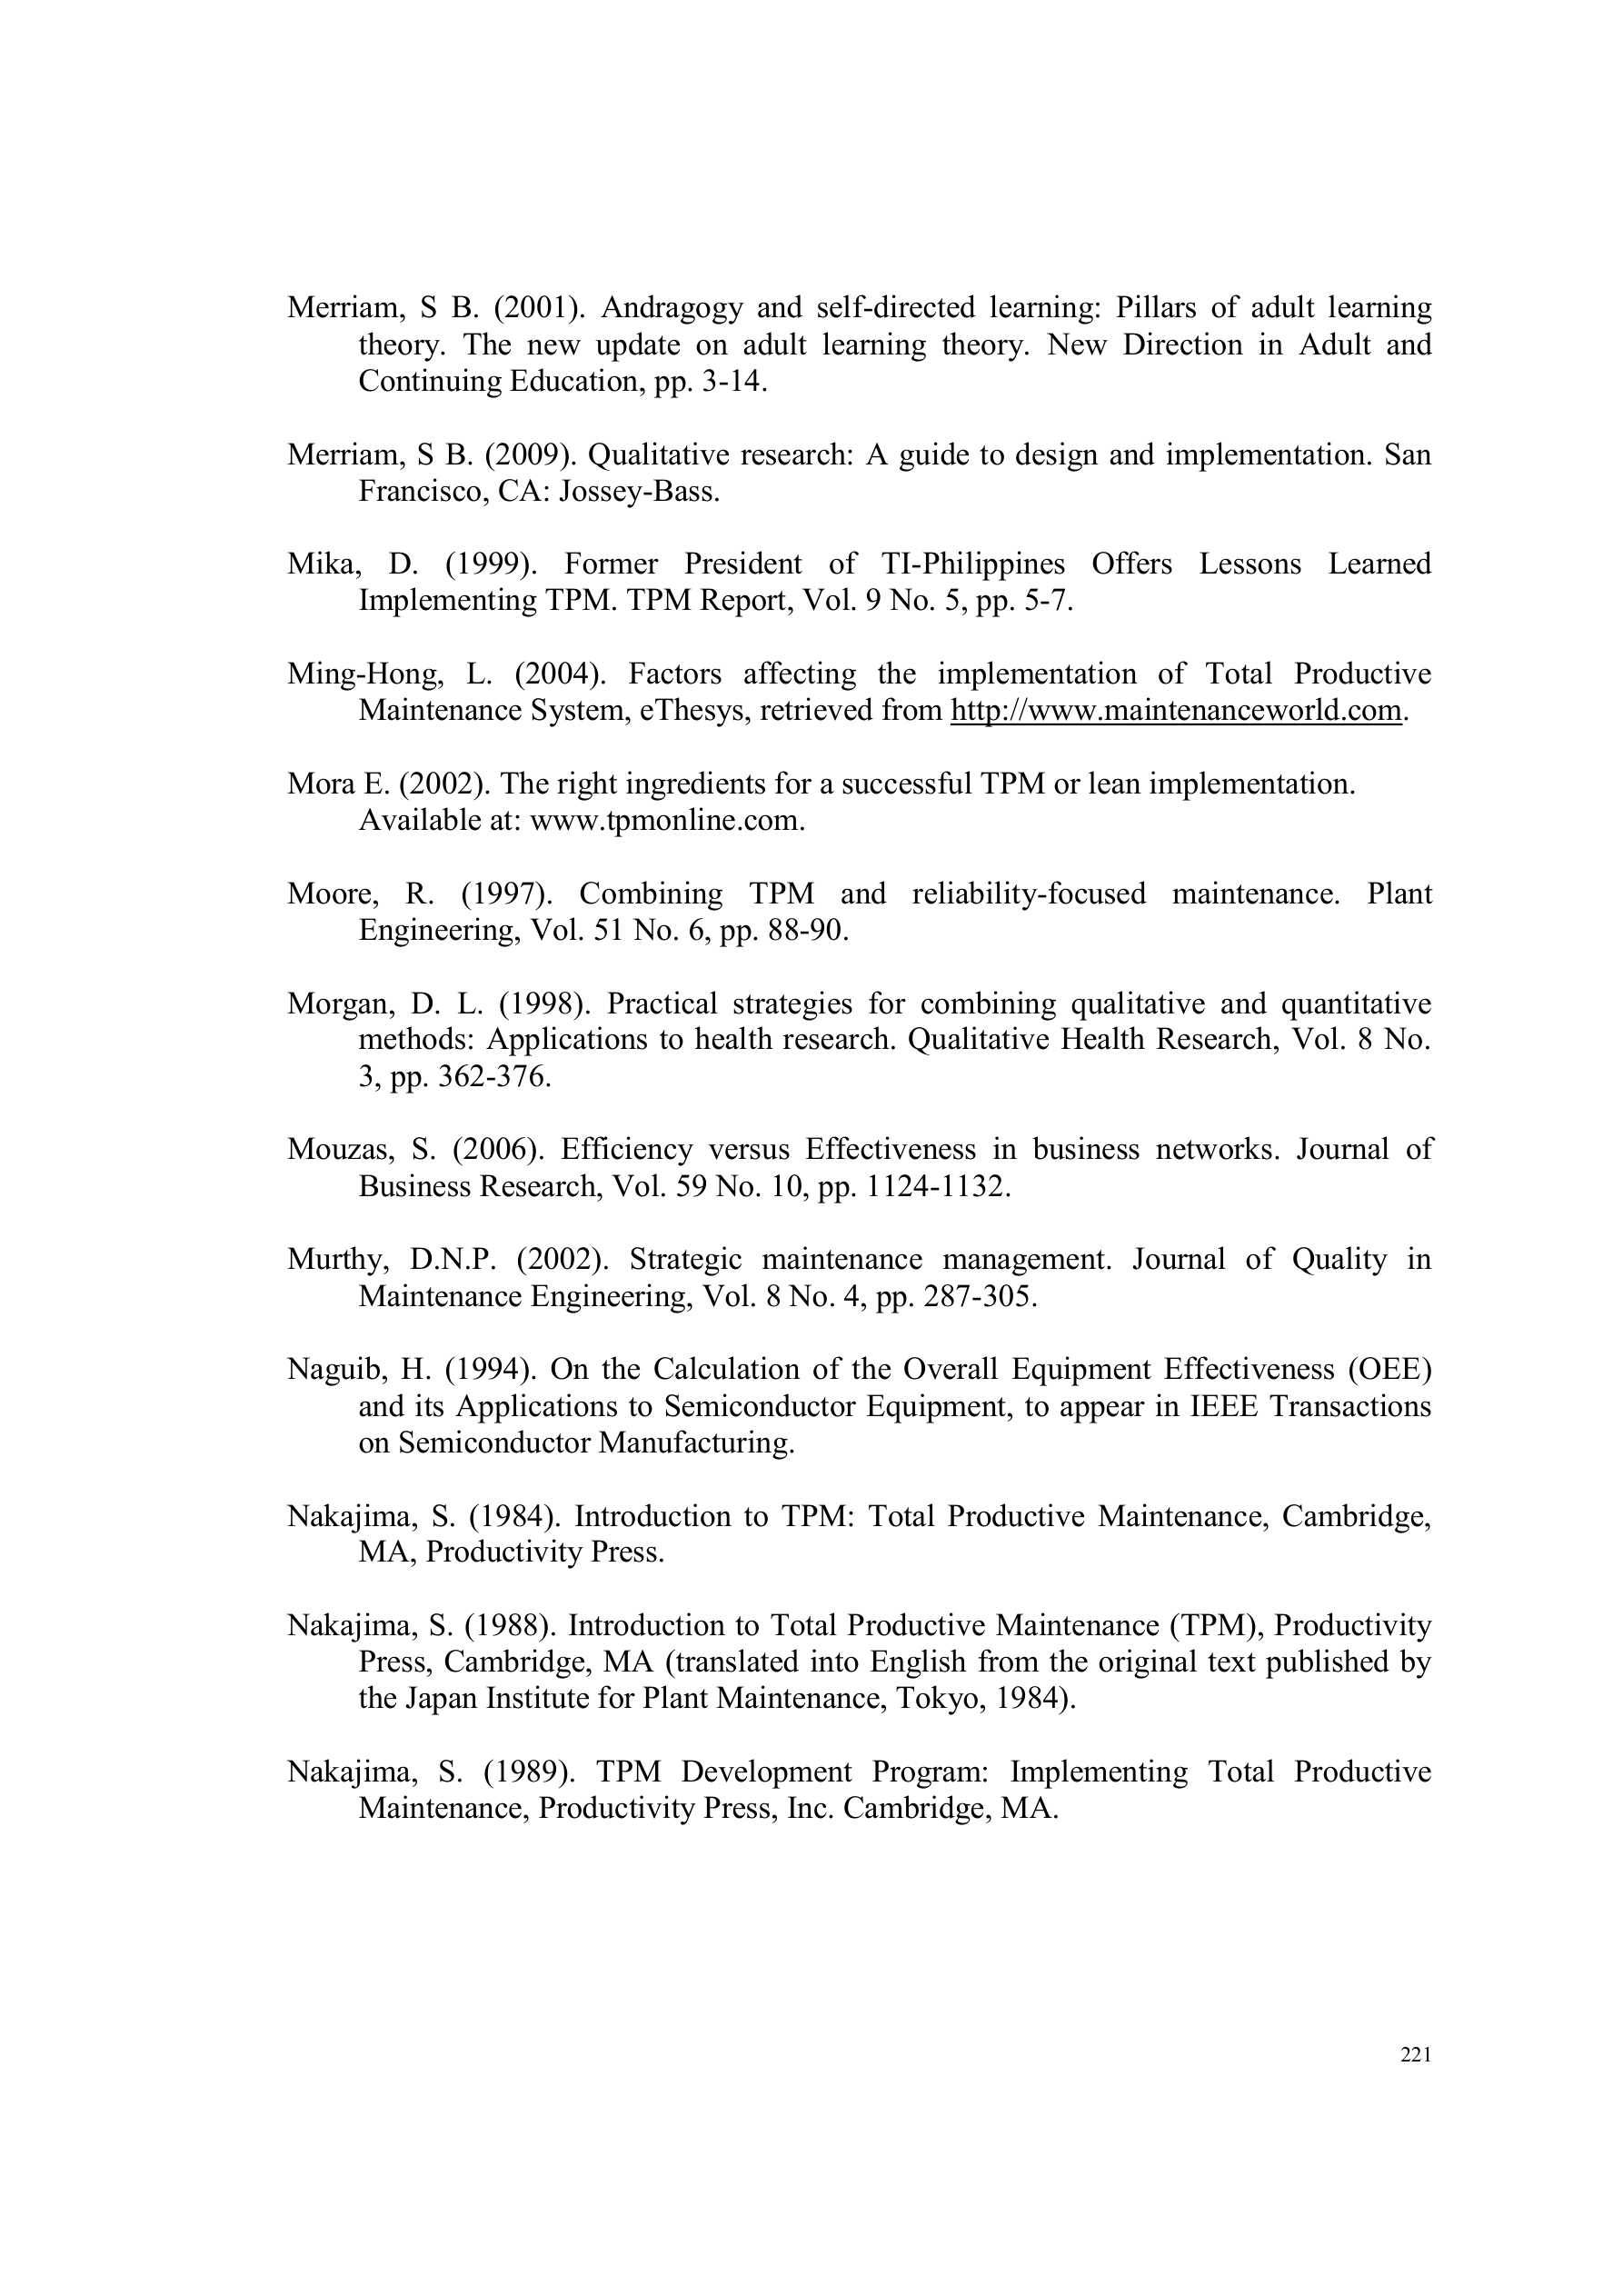 Merriam, S B. (2001). Andragogy and self-directed learning: Pillars of adult learning
theory. The new update on adult learning theory. New Direction in Adult and
Continuing Education, pp. 3-14.
Merriam, S B. (2009). Qualitative research: A guide to design and implementation. San
Francisco, CA: Jossey-Bass.
Mika, D. (1999). Former President of TI-Philippines Offers Lessons Learned
Implementing TPM. TPM Report, Vol. 9 No. 5, pp. 5-7.
Ming-Hong, L. (2004). Factors affecting the implementation of Total Productive
Maintenance System, eThesys, retrieved from http://www.maintenanceworld.com.
Mora E. (2002). The right ingredients for a successful TPM or lean implementation.
Available at: www.tpmonline.com.
Moore, R. (1997). Combining TPM and reliability-focused maintenance. Plant
Engineering, Vol. 51 No. 6, pp. 88-90.
Morgan, D. L. (1998). Practical strategies for combining qualitative and quantitative
methods: Applications to health research. Qualitative Health Research, Vol. 8 No.
3, pp. 362-376.
Mouzas, S. (2006). Efficiency versus Effectiveness in business networks. Journal of
Business Research, Vol. 59 No. 10, pp. 1124-1132.
Murthy, D.N.P. (2002). Strategic maintenance management. Journal of Quality in
Maintenance Engineering, Vol. 8 No. 4, pp. 287-305.
Naguib, H. (1994). On the Calculation of the Overall Equipment Effectiveness (OEE)
and its Applications to Semiconductor Equipment, to appear in IEEE Transactions
on Semiconductor Manufacturing.
Nakajima, S. (1984). Introduction to TPM: Total Productive Maintenance, Cambridge,
MA, Productivity Press.
Nakajima, S. (1988). Introduction to Total Productive Maintenance (TPM), Productivity
Press, Cambridge, MA (translated into English from the original text published by
the Japan Institute for Plant Maintenance, Tokyo, 1984).
Nakajima, S. (1989). TPM Development Program: Implementing Total Productive
Maintenance, Productivity Press, Inc. Cambridge, MA.
221